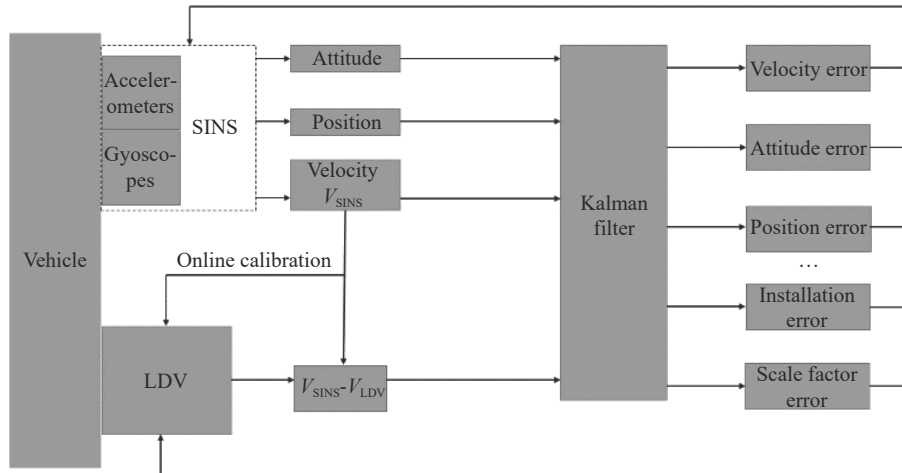 Vehicle
Acceler-
ometers
Gyosco-
pes
SINS
Attitude
Position
Velocity
V_SINS
Online calibration
LDV
V_SINS-V_LDV
Kalman
filter
Velocity error
Attitude error
Position error
…
Installation
error
Scale factor
error